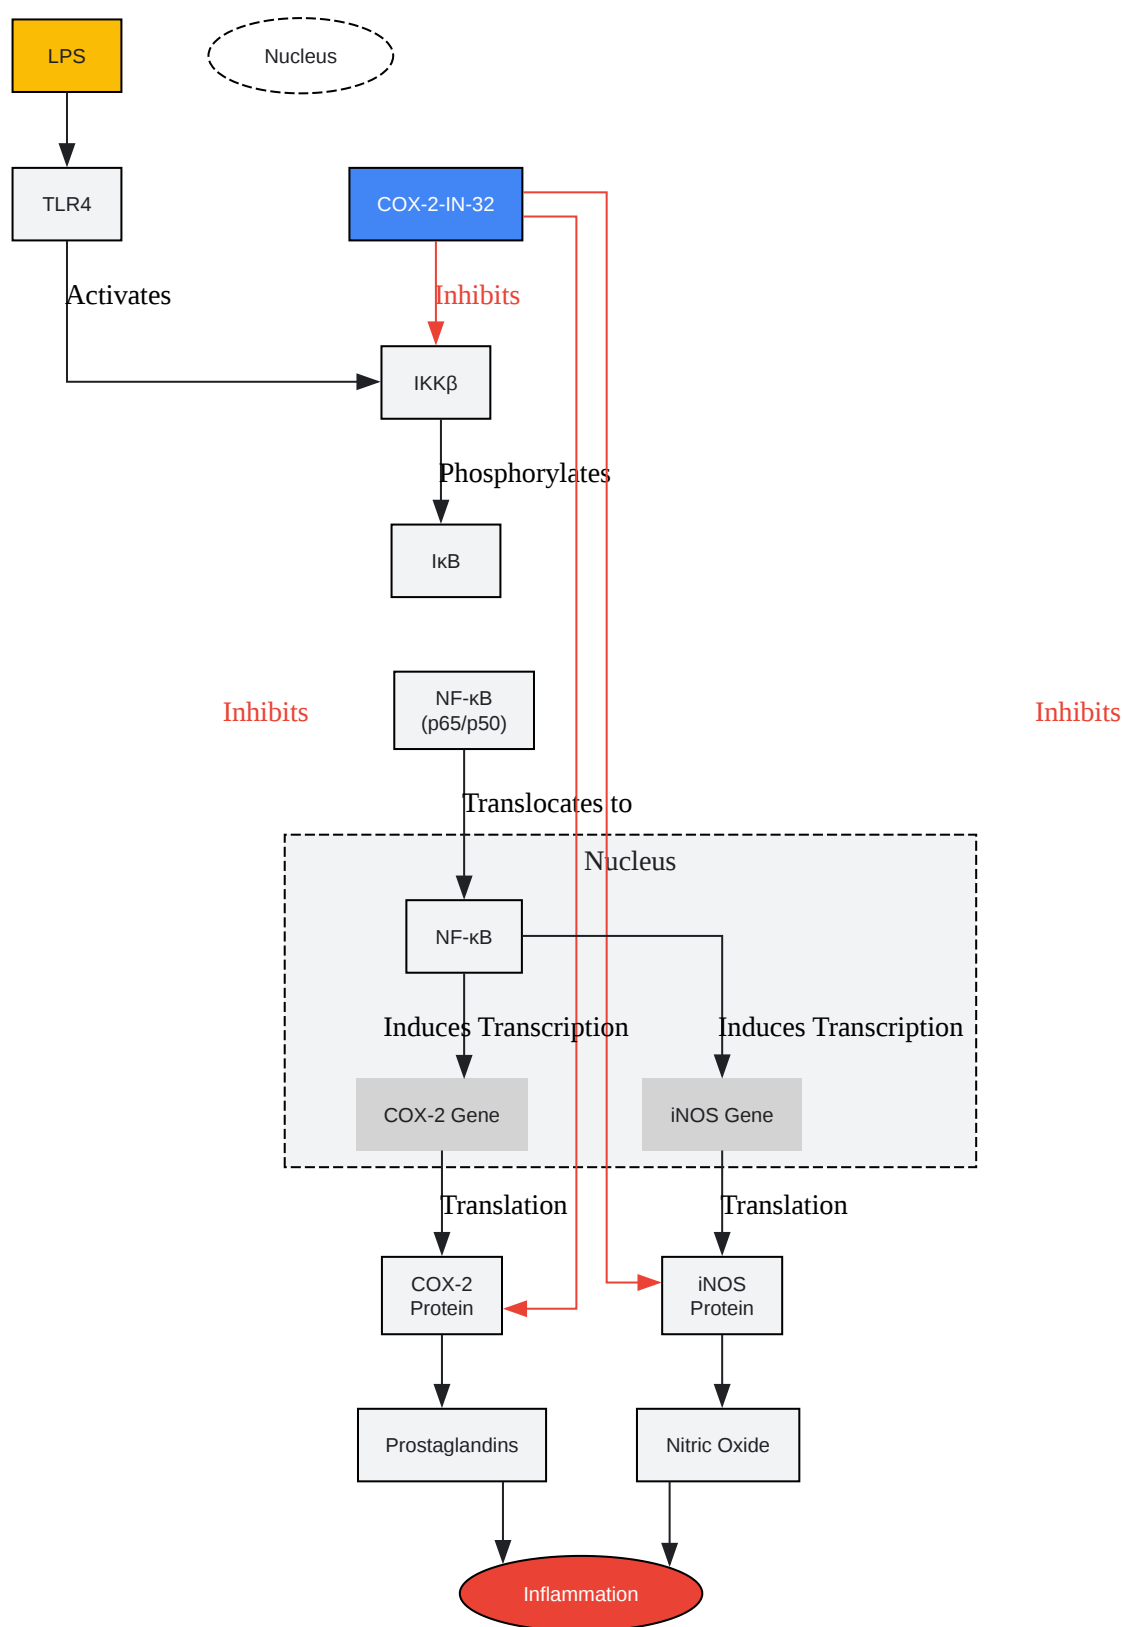 LPS
Nucleus
TLR4
COX-2-IN-32
Activates
Inhibits
IKKβ
Phosphorylates
IκB
NF-κB
(p65/p50)
Inhibits
Inhibits
Translocates to
Nucleus
NF-κB
Induces Transcription
Induces Transcription
COX-2 Gene
iNOS Gene
Translation
Translation
COX-2
Protein
iNOS
Protein
Prostaglandins
Nitric Oxide
Inflammation